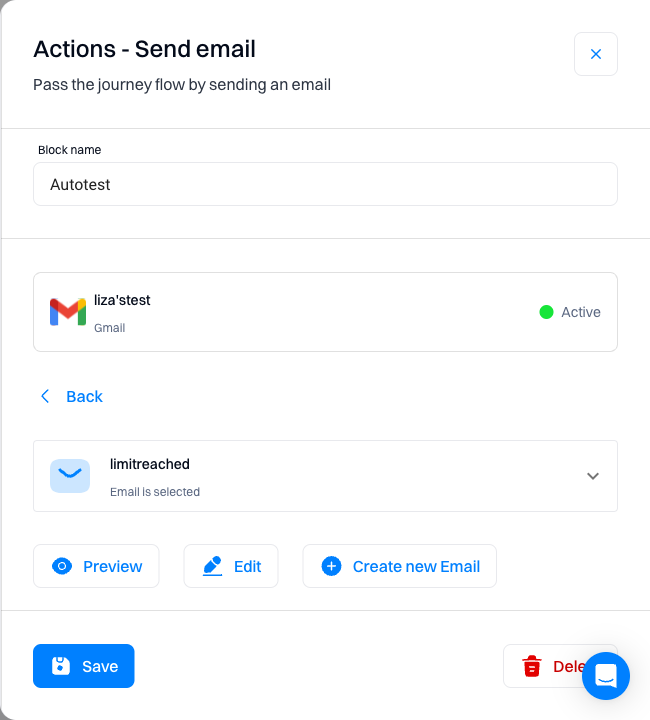 Actions - Send email
Pass the journey flow by sending an email
Block name
Autotest
liza'stest
Gmail
Active
Back
limitreached
Email is selected
Preview
Edit
Create new Email
Save
Dele